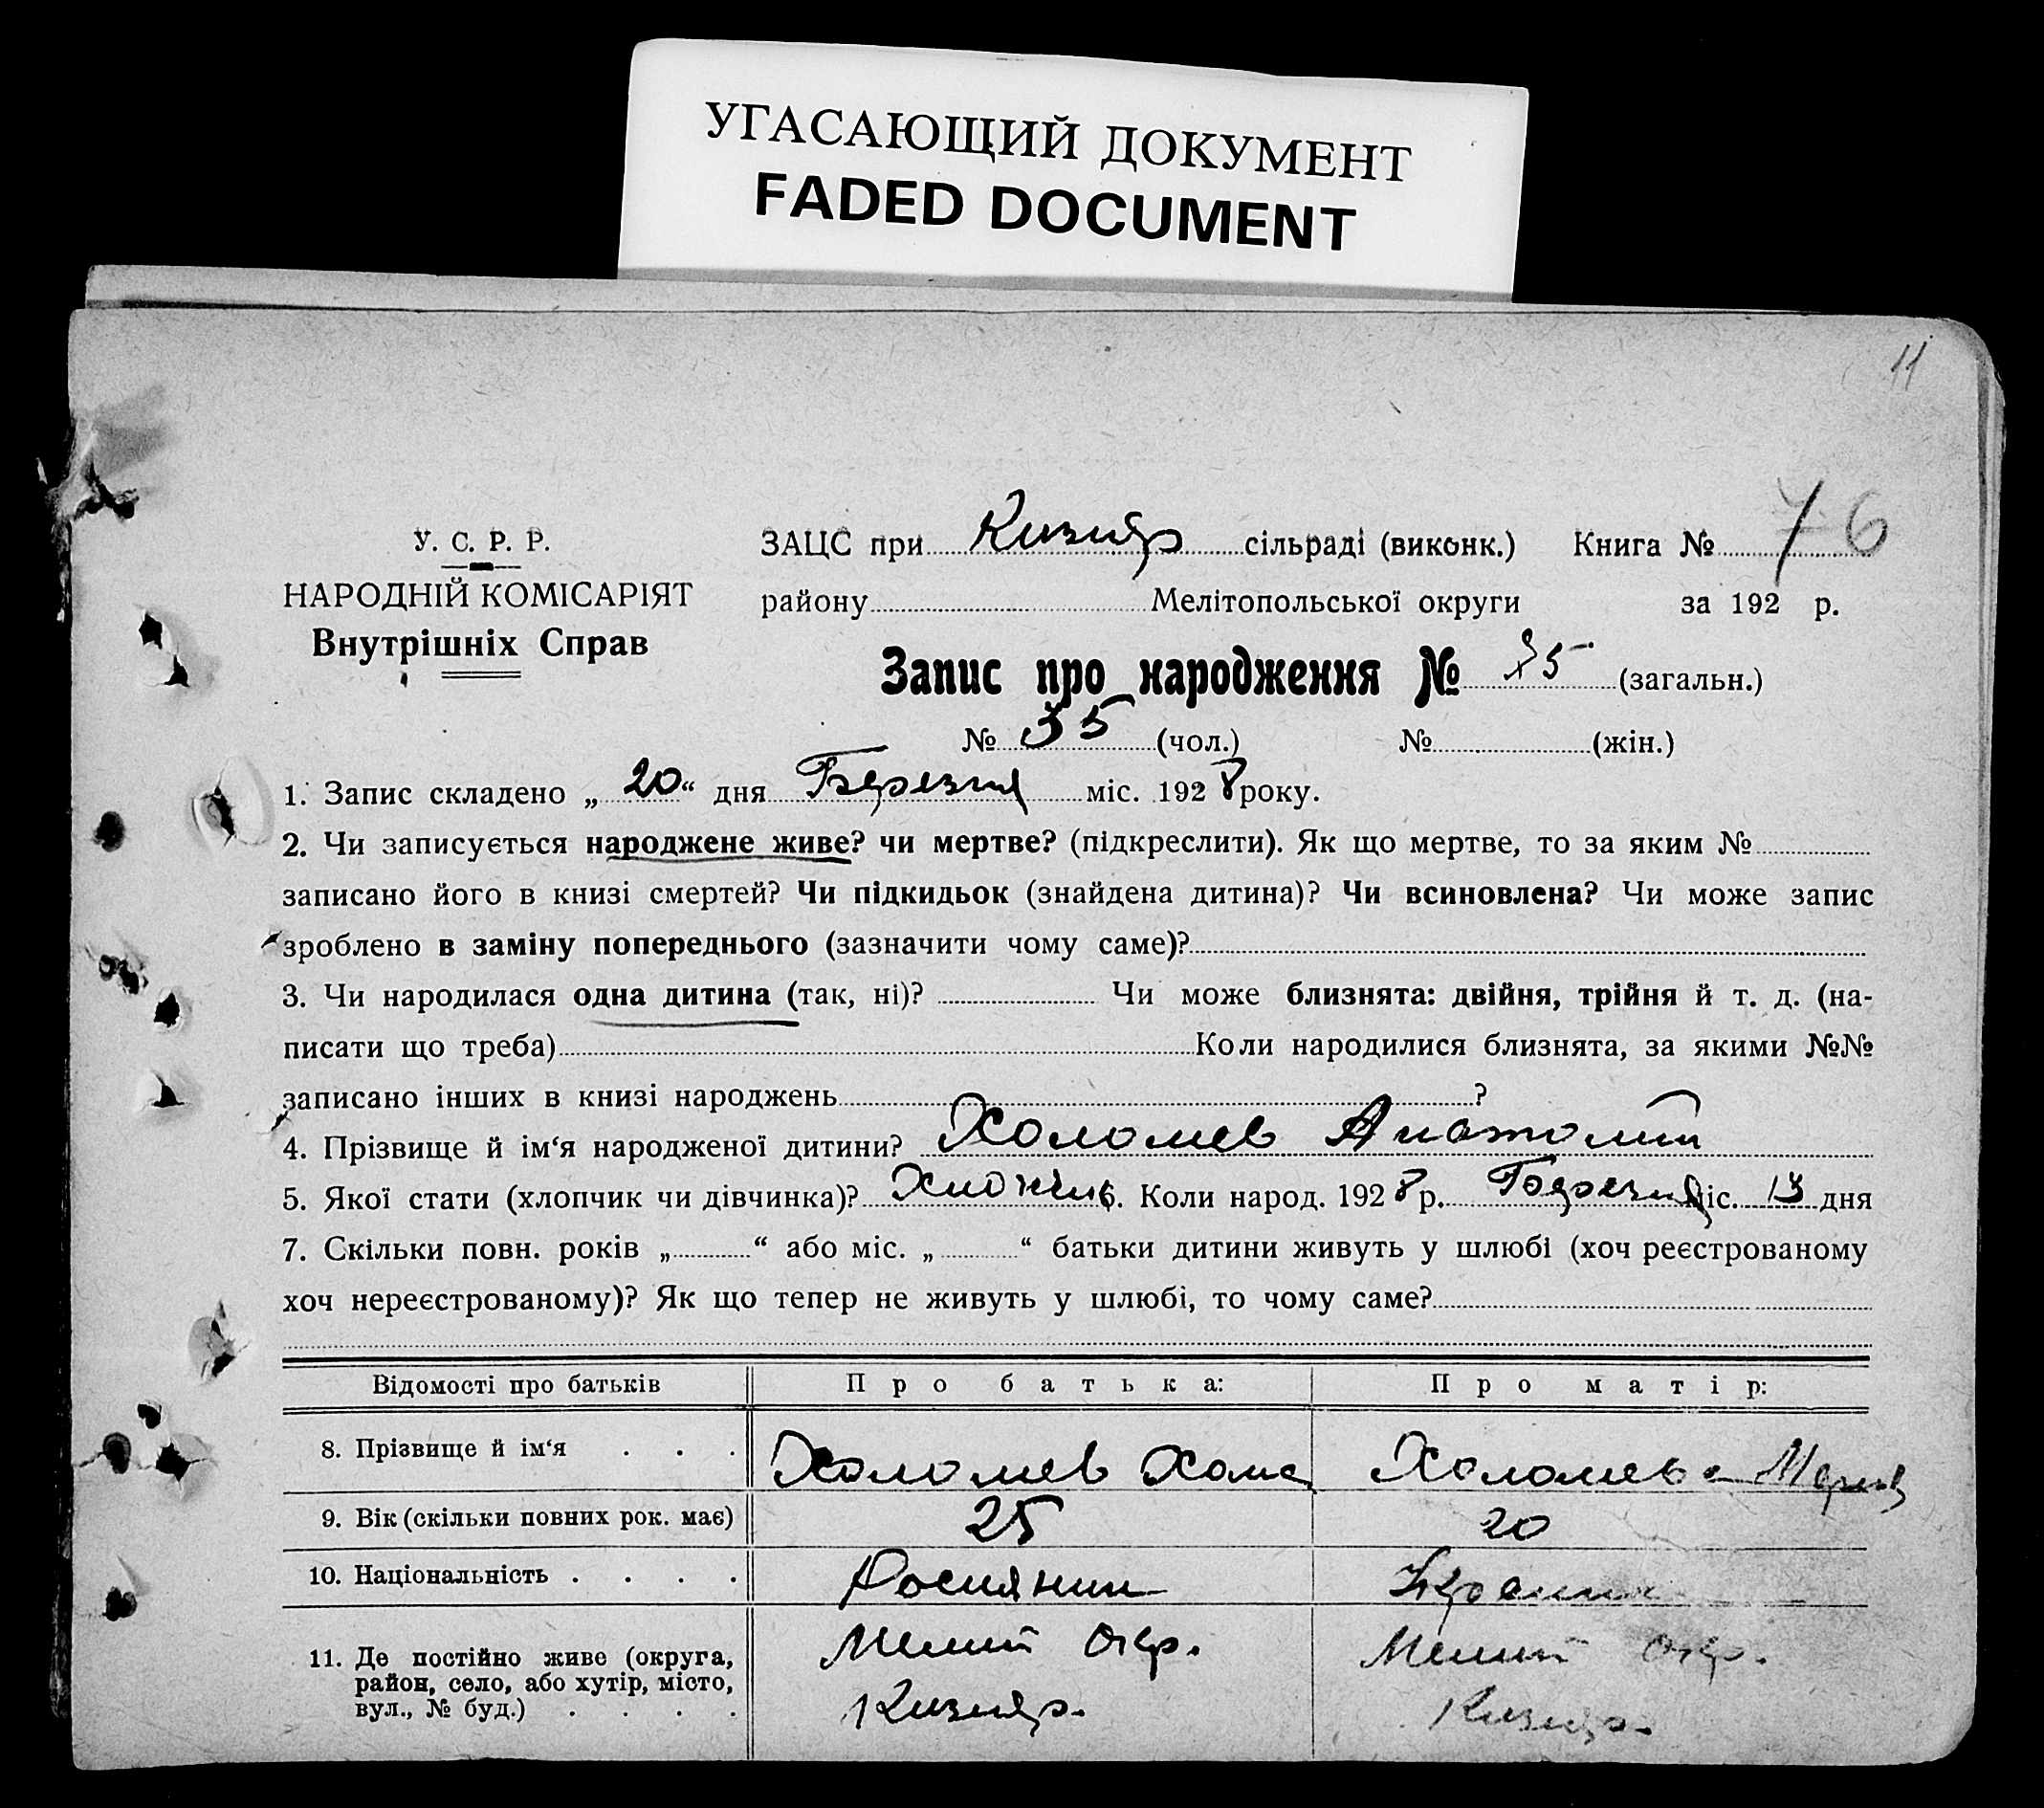 УГАСАЮЩИЙ ДОКУМЕНТ
FADED DOCUMENT
11
У. С. Р. Р.
НАРОДНІЙ КОМІСАРІЯТ
Внутрішніх Справ
ЗАЦС при Кизияр сільраді (виконк.) Книга № 76
району Мелітопольської округи за 192 р.
Запис про народження № 35 (загальн.)
№ 35 (чол.) № (жін.)
1. Запис складено „ 20 “ дня Березня міс. 1928 року.
2. Чи записується народжене живе? чи мертве? (підкреслити). Як що мертве, то за яким №
записано його в книзі смертей? Чи підкидьок (знайдена дитина)? Чи всиновлена? Чи може запис
зроблено в заміну попереднього (зазначити чому саме)?
3. Чи народилася одна дитина (так, ні)? Чи може близнята: двійня, трійня й т. д. (на-
писати що треба) Коли народилися близнята, за якими №№
записано інших в книзі народжень ?
4. Прізвище й ім‘я народженої дитини? Холомев Анатолий
5. Якої стати (хлопчик чи дівчинка)? . Коли народ. 1928 р. Березня міс. 13 дня
7. Скільки повн. років „ “ або міс. „ “ батьки дитини живуть у шлюбі (хоч реєстрованому
хоч нереєстрованому)? Як що тепер не живуть у шлюбі, то чому саме?
Відомості про батьків Про батька: Про матір:
8. Прізвище й ім‘я . . . Холомев Хома Холомева Мария
9. Вік (скільки повних рок. має) 25 20
10. Національність . . . . Росиянин
11. Де постійно живе (округа, Мелит Окр. Мелит Окр.
район, село, або хутір, місто, Кизияр. Кизияр.
вул., № буд.) . . . .